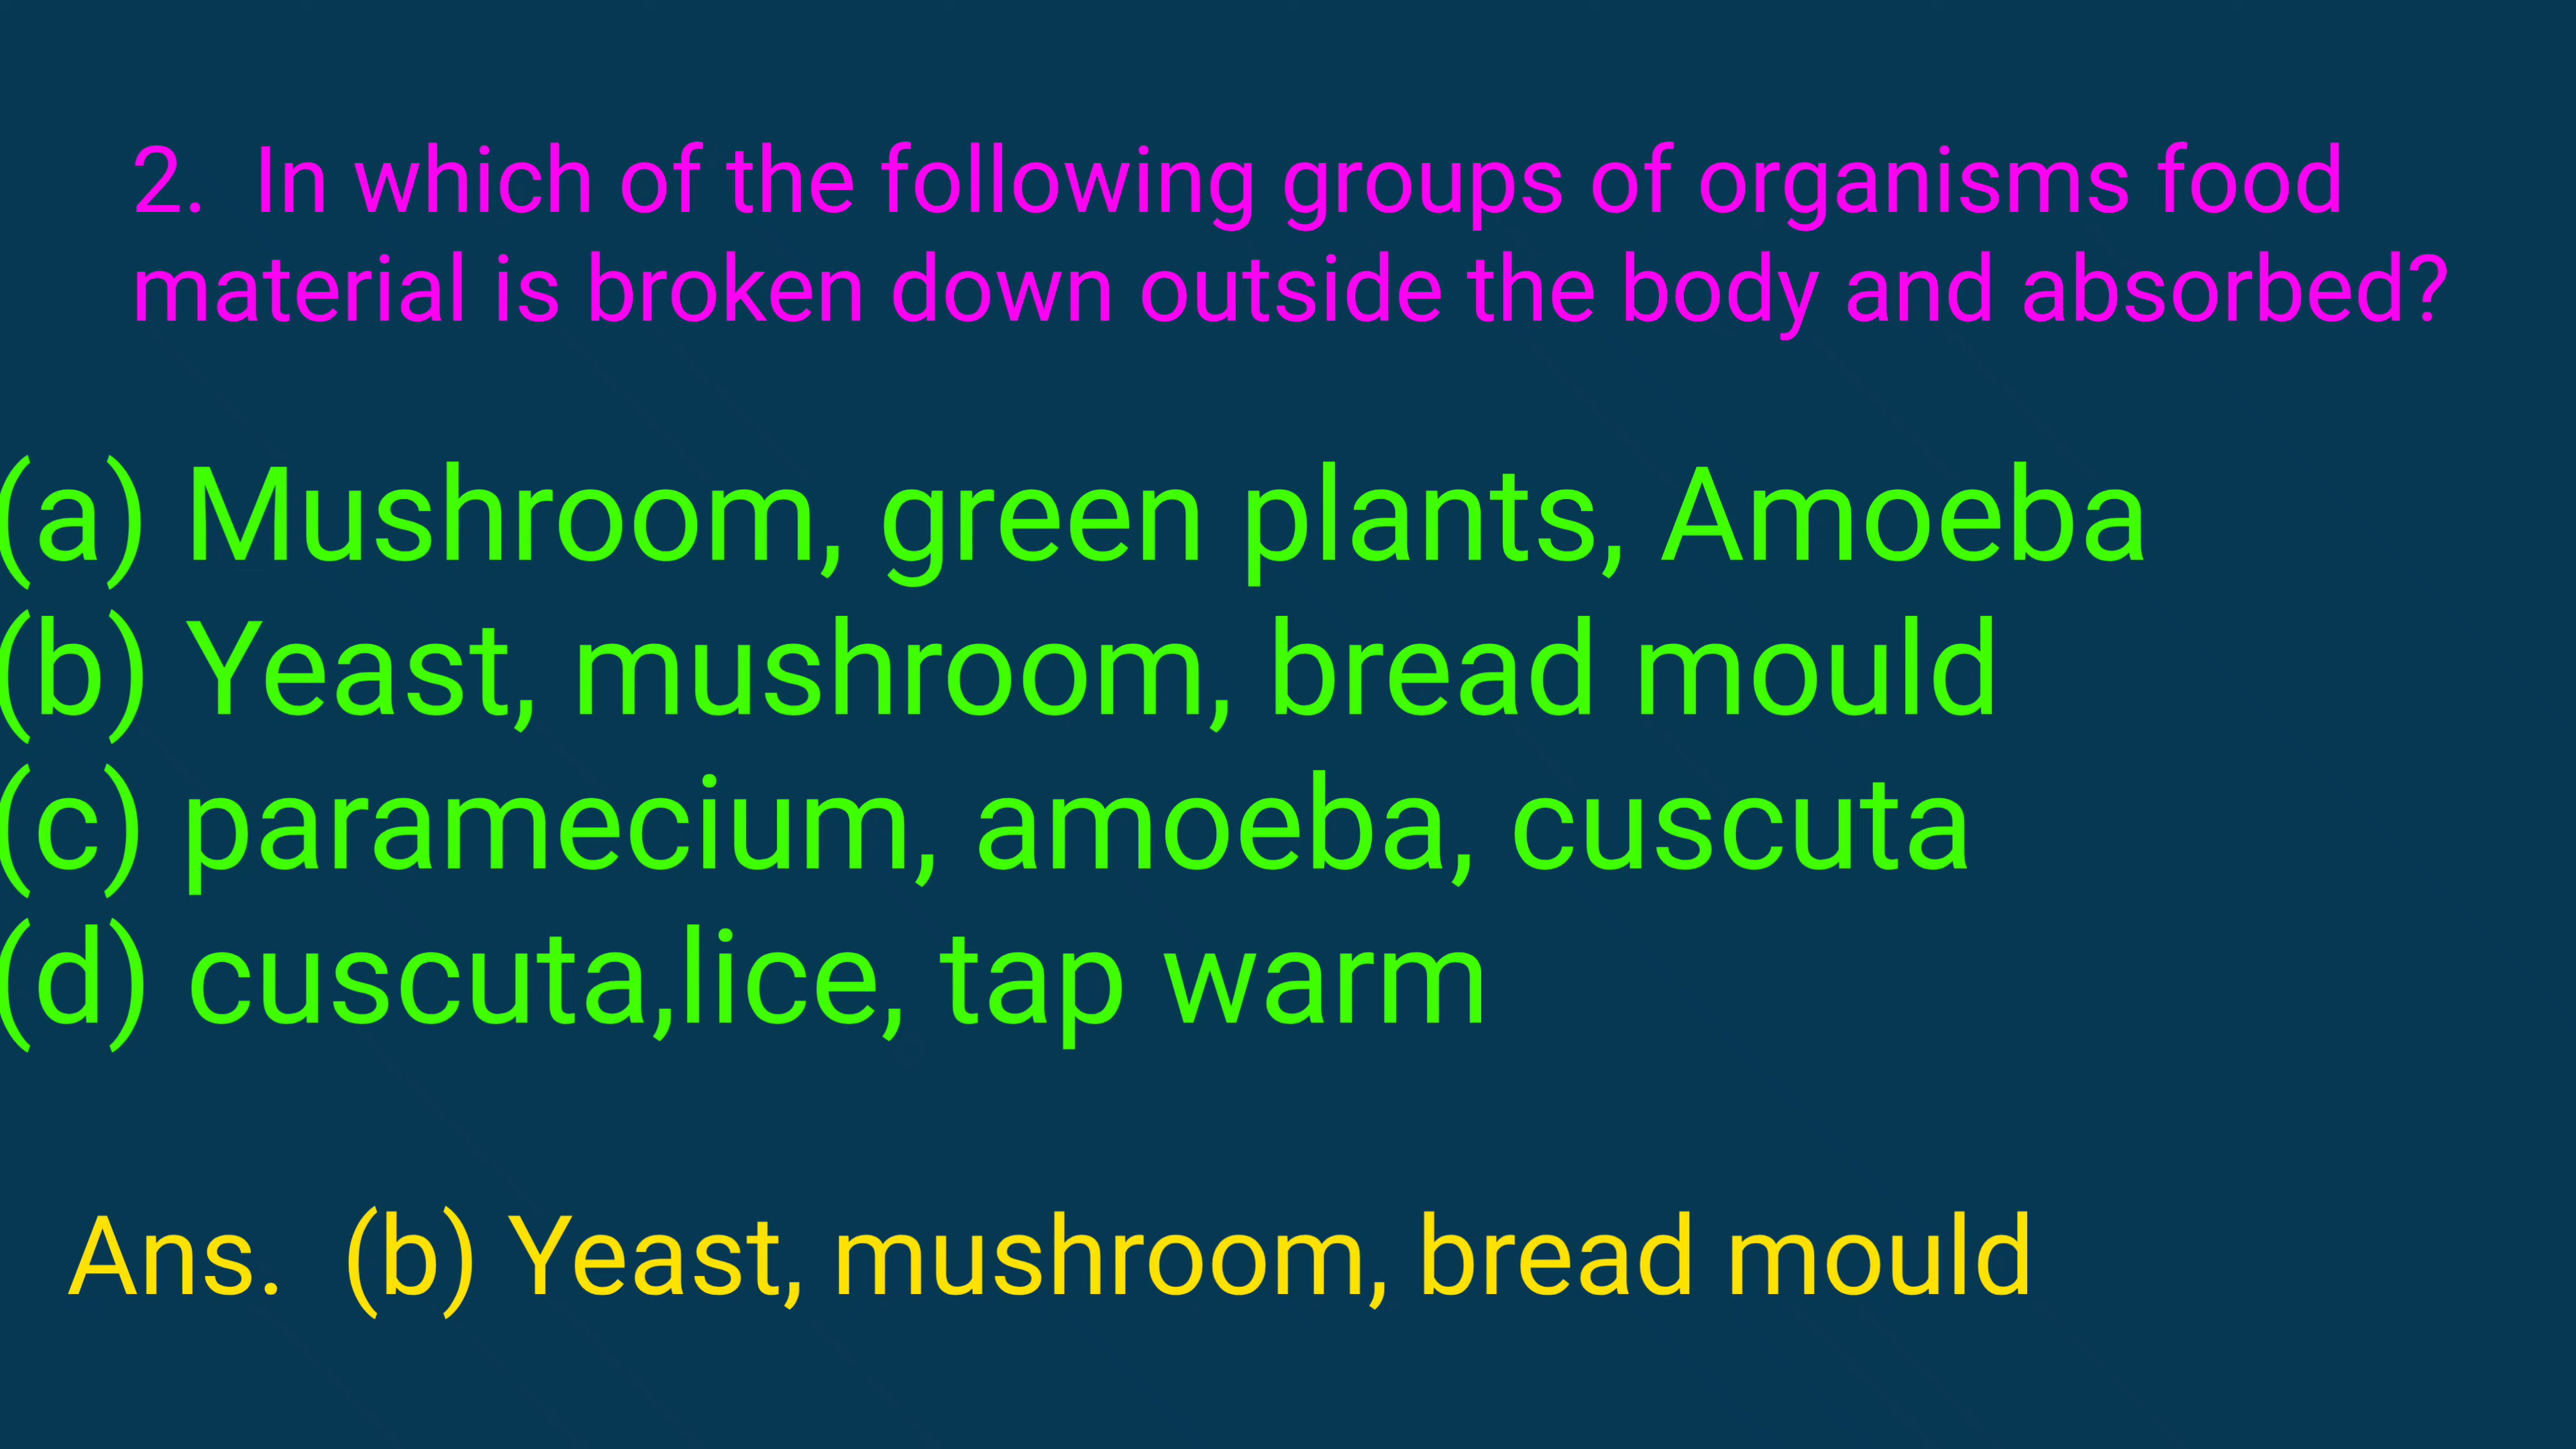 2. In which of the following groups of organisms food
material is broken down outside the body and absorbed?
(a) Mushroom, green plants, Amoeba
(b) Yeast, mushroom, bread mould
(c) paramecium, amoeba, cuscuta
(d) cuscuta,lice, tap warm
Ans. (b) Yeast, mushroom, bread mould